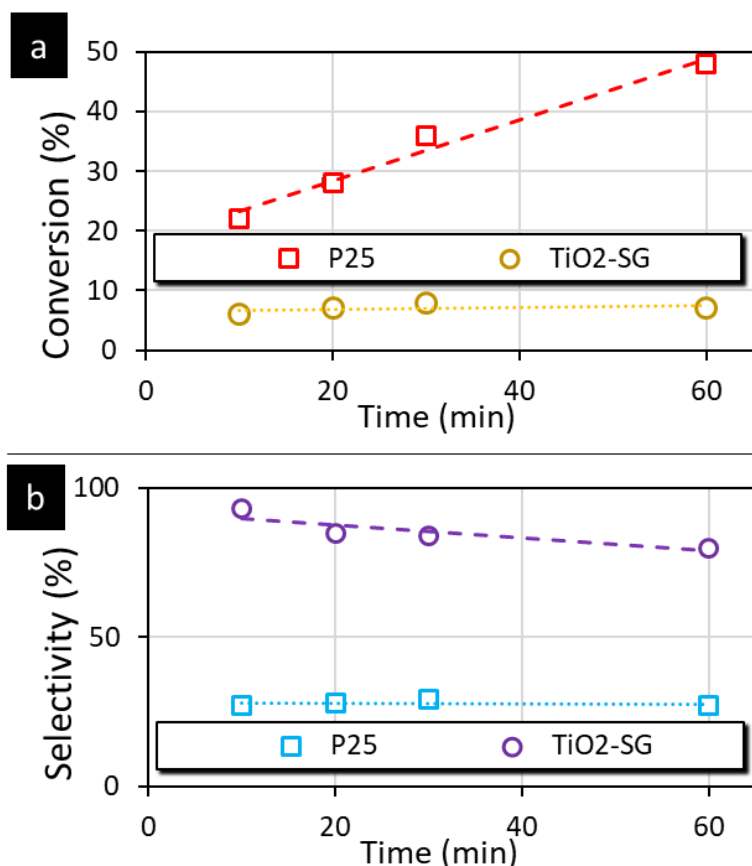 a
Conversion (%)
50
40
30
20
10
0
P25 TiO2-SG
0 20 40 60
Time (min)
b
Selectivity (%)
100
50
0
P25 TiO2-SG
0 20 40 60
Time (min)